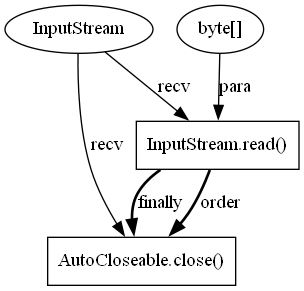 InputStream
byte[]
recv
para
InputStream.read()
recv
finally
order
AutoCloseable.close()